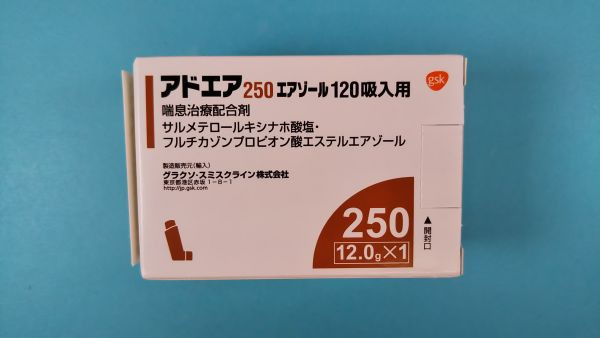 アドエア250エアゾール120吸入用
gsk
喘息治療配合剤
サルメテロールキシナホ酸塩・
フルチカゾンプロピオン酸エステルエアゾール
製造販売元(輸入)
グラクソ・スミスクライン株式会社
東京都港区赤坂1-8-1
http://jp.gsk.com
250
12.0g×1
▲開封口